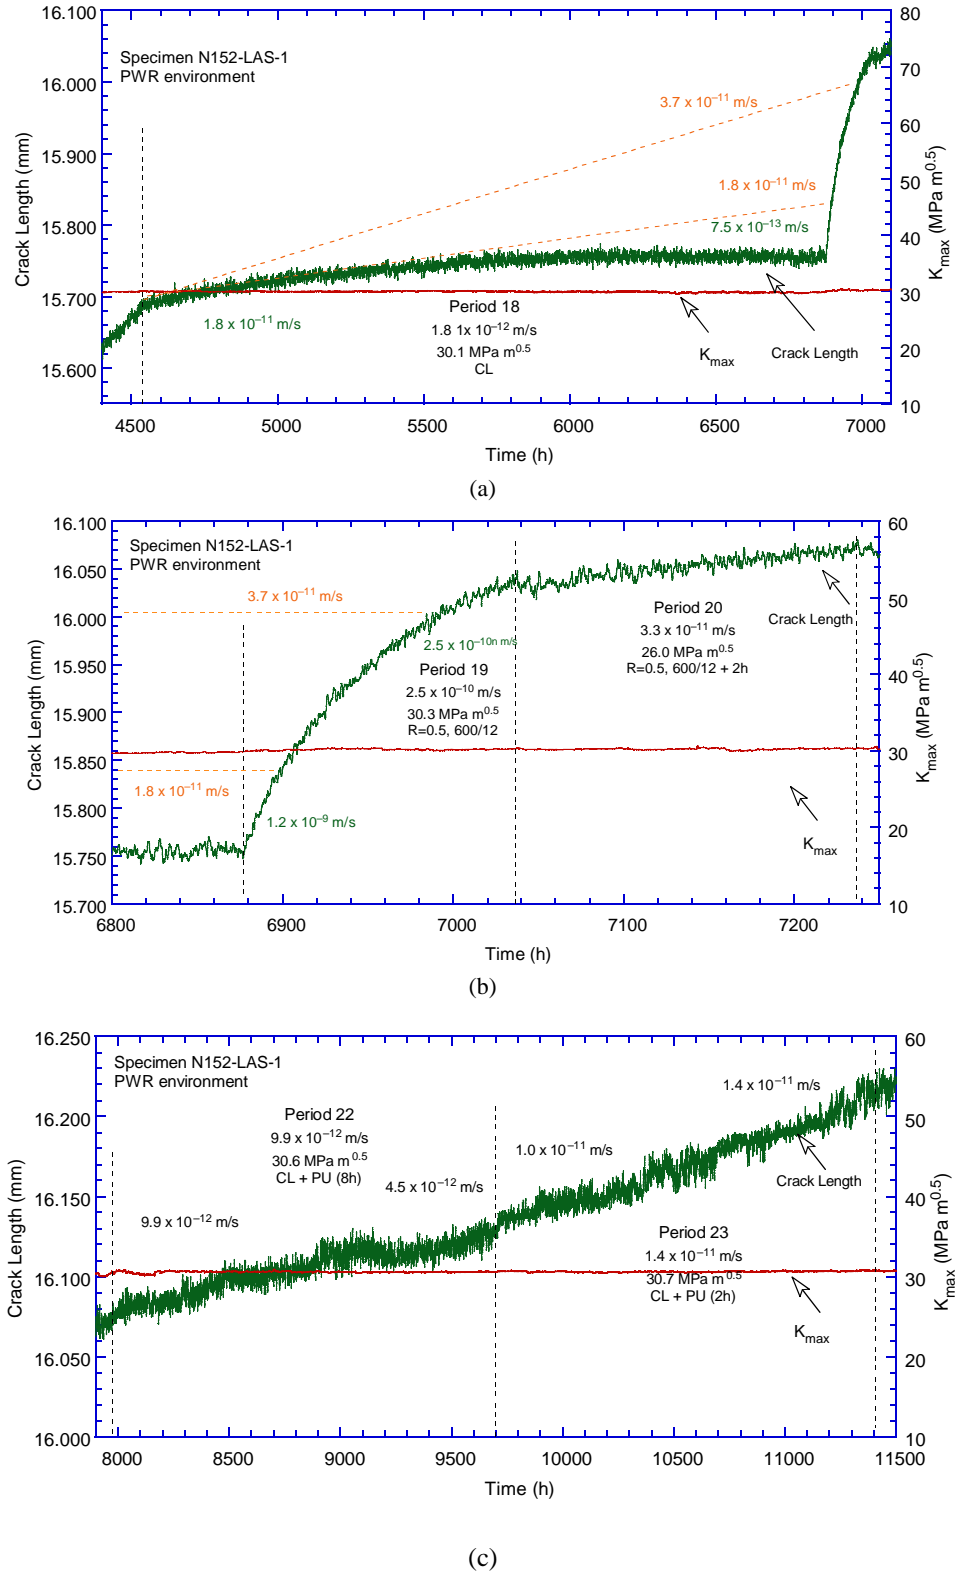 Specimen N152-LAS-1
PWR environment
3.7 x 10⁻¹¹ m/s
1.8 x 10⁻¹¹ m/s
7.5 x 10⁻¹³ m/s
1.8 x 10⁻¹¹ m/s
Period 18
1.8 1x 10⁻¹² m/s
30.1 MPa m⁰·⁵
CL
Kmax
Crack Length
16.100
16.000
15.900
15.800
15.700
15.600
Crack Length (mm)
80
70
60
50
40
30
20
10
Kmax (MPa m⁰·⁵)
4500 5000 5500 6000 6500 7000
Time (h)
(a)
Specimen N152-LAS-1
PWR environment
3.7 x 10⁻¹¹ m/s
2.5 x 10⁻¹⁰n m/s
Period 19
2.5 x 10⁻¹⁰ m/s
30.3 MPa m⁰·⁵
R=0.5, 600/12
Period 20
3.3 x 10⁻¹¹ m/s
26.0 MPa m⁰·⁵
R=0.5, 600/12 + 2h
Crack Length
1.8 x 10⁻¹¹ m/s
1.2 x 10⁻⁹ m/s
Kmax
16.100
16.050
16.000
15.950
15.900
15.850
15.800
15.750
15.700
Crack Length (mm)
60
50
40
30
20
10
Kmax (MPa m⁰·⁵)
6800 6900 7000 7100 7200
Time (h)
(b)
Specimen N152-LAS-1
PWR environment
Period 22
9.9 x 10⁻¹² m/s
30.6 MPa m⁰·⁵
CL + PU (8h)
9.9 x 10⁻¹² m/s
4.5 x 10⁻¹² m/s
1.0 x 10⁻¹¹ m/s
1.4 x 10⁻¹¹ m/s
Crack Length
Period 23
1.4 x 10⁻¹¹ m/s
30.7 MPa m⁰·⁵
CL + PU (2h)
Kmax
16.250
16.200
16.150
16.100
16.050
16.000
Crack Length (mm)
60
50
40
30
20
10
Kmax (MPa m⁰·⁵)
8000 8500 9000 9500 10000 10500 11000 11500
Time (h)
(c)